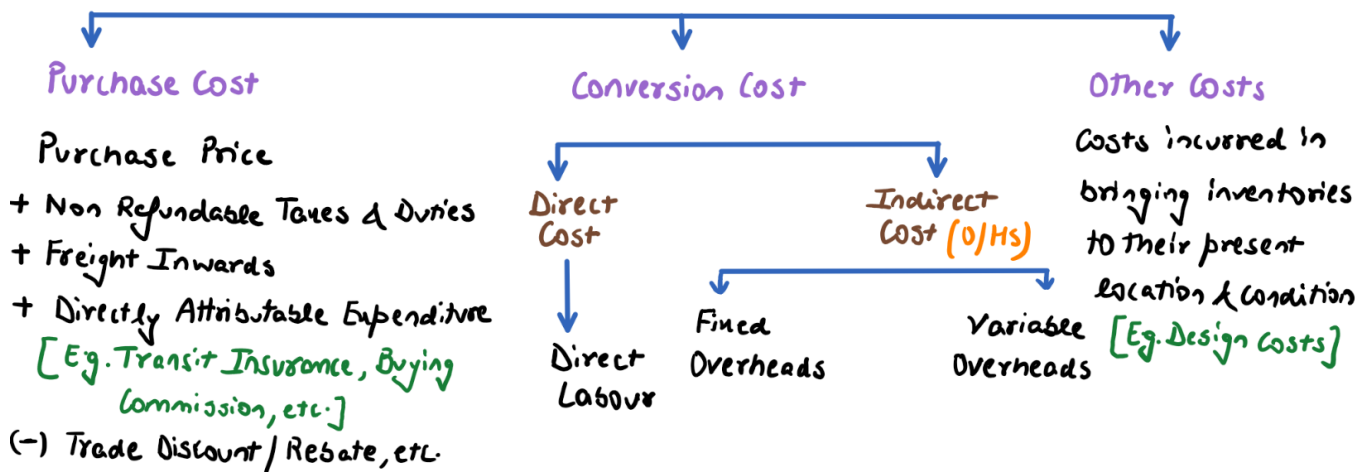 Purchase Cost
Purchase Price
+ Non Refundable Taxes & Duties
+ Freight Inwards
+ Directly Attributable Expenditure
[Eg. Transit Insurance, Buying
Commission, etc.]
(-) Trade Discount / Rebate, etc.
Conversion Cost
Direct
Cost
Direct
Labour
Indirect
Cost (O/Hs)
Fixed
Overheads
Variable
Overheads
Other Costs
Costs incurred in
bringing inventories
to their present
location & condition
[Eg. Design Costs]